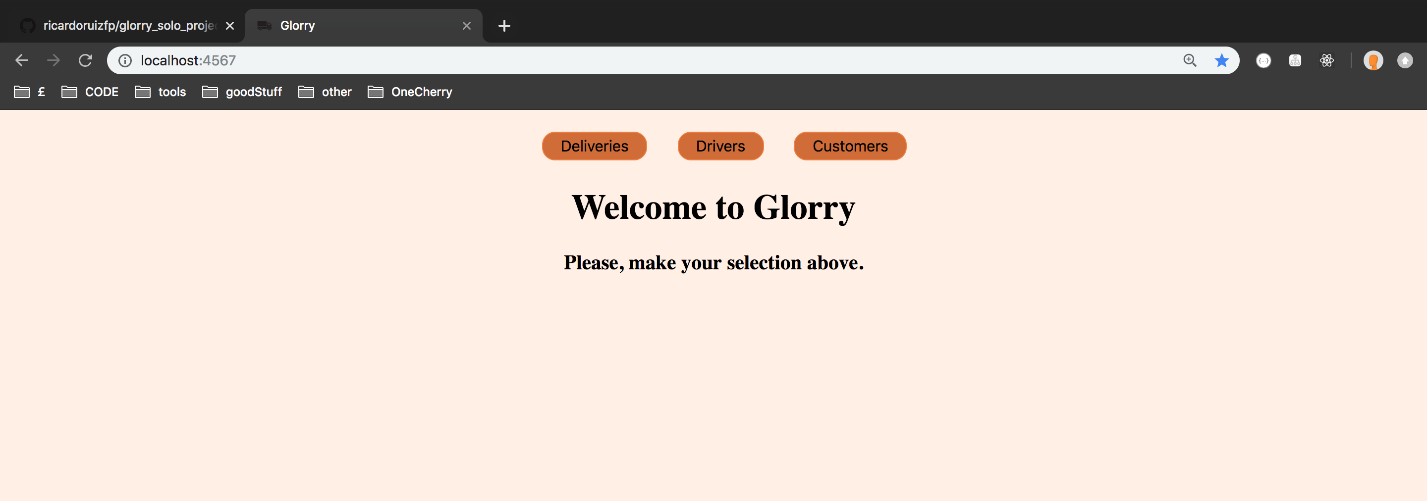 ricardoruizfp/glorry_solo_proje
Glorry
localhost:4567
£ CODE tools goodStuff other OneCherry
Deliveries Drivers Customers
Welcome to Glorry
Please, make your selection above.